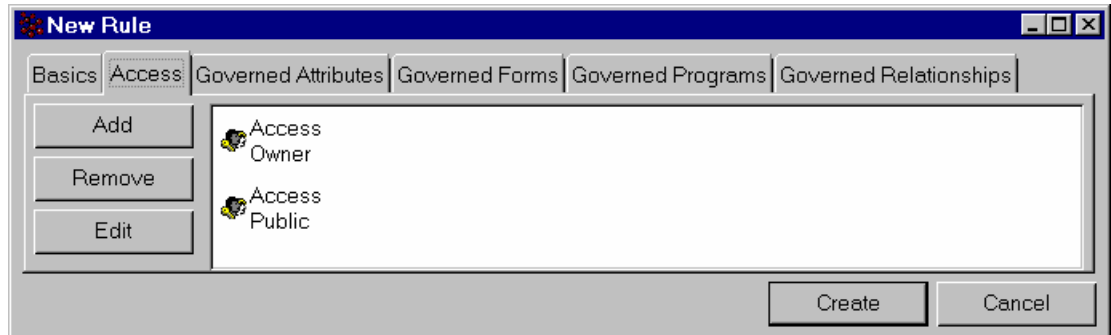 New Rule
Basics Access Governed Attributes Governed Forms Governed Programs Governed Relationships
Add
Remove
Edit
Access
Owner
Access
Public
Create Cancel